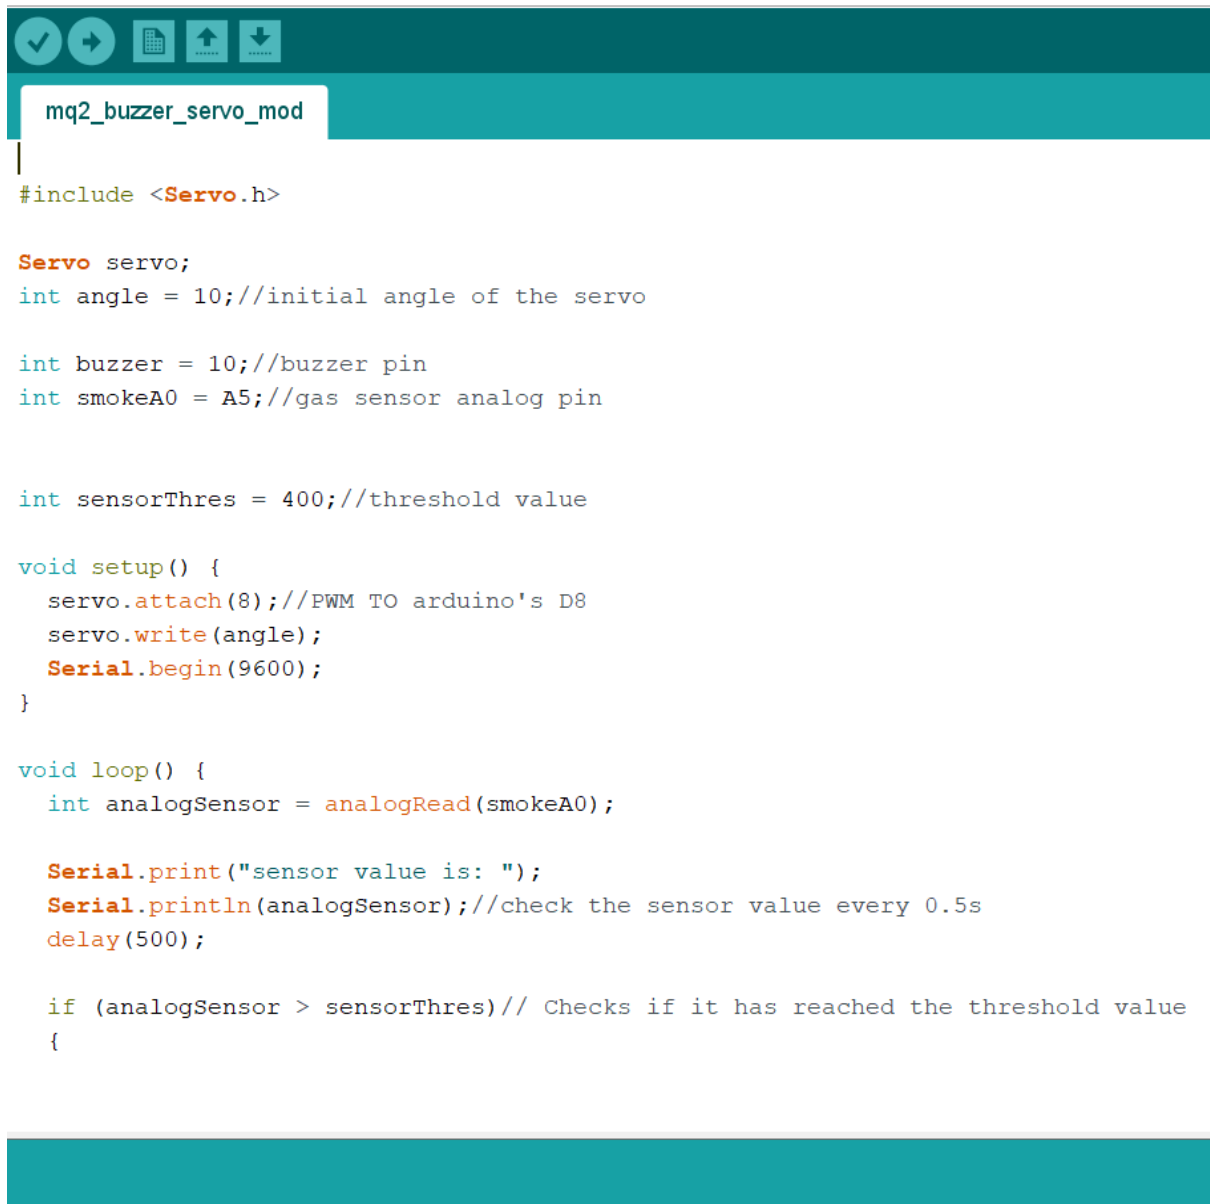 mq2_buzzer_servo_mod
#include <Servo.h>
Servo servo;
int angle = 10;//initial angle of the servo
int buzzer = 10;//buzzer pin
int smokeA0 = A5;//gas sensor analog pin
int sensorThres = 400;//threshold value
void setup() {
  servo.attach(8);//PWM TO arduino's D8
  servo.write(angle);
  Serial.begin(9600);
}
void loop() {
  int analogSensor = analogRead(smokeA0);
  Serial.print("sensor value is: ");
  Serial.println(analogSensor);//check the sensor value every 0.5s
  delay(500);
  if (analogSensor > sensorThres)// Checks if it has reached the threshold value
  {